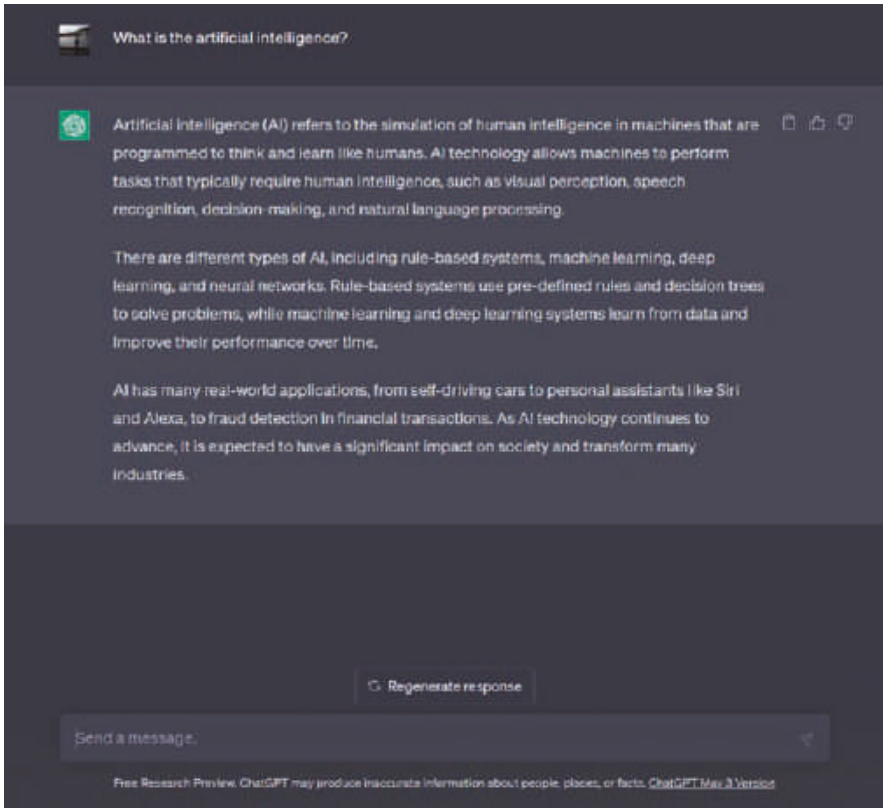 What is the artificial intelligence?
Artificial intelligence (AI) refers to the simulation of human intelligence in machines that are
programmed to think and learn like humans. AI technology allows machines to perform
tasks that typically require human intelligence, such as visual perception, speech
recognition, decision-making, and natural language processing.
There are different types of AI, including rule-based systems, machine learning, deep
learning, and neural networks. Rule-based systems use pre-defined rules and decision trees
to solve problems, while machine learning and deep learning systems learn from data and
improve their performance over time.
AI has many real-world applications, from self-driving cars to personal assistants like Siri
and Alexa, to fraud detection in financial transactions. As AI technology continues to
advance, it is expected to have a significant impact on society and transform many
industries.
Regenerate response
Send a message.
Free Research Preview. ChatGPT may produce inaccurate information about people, places, or facts. ChatGPT May 3 Version